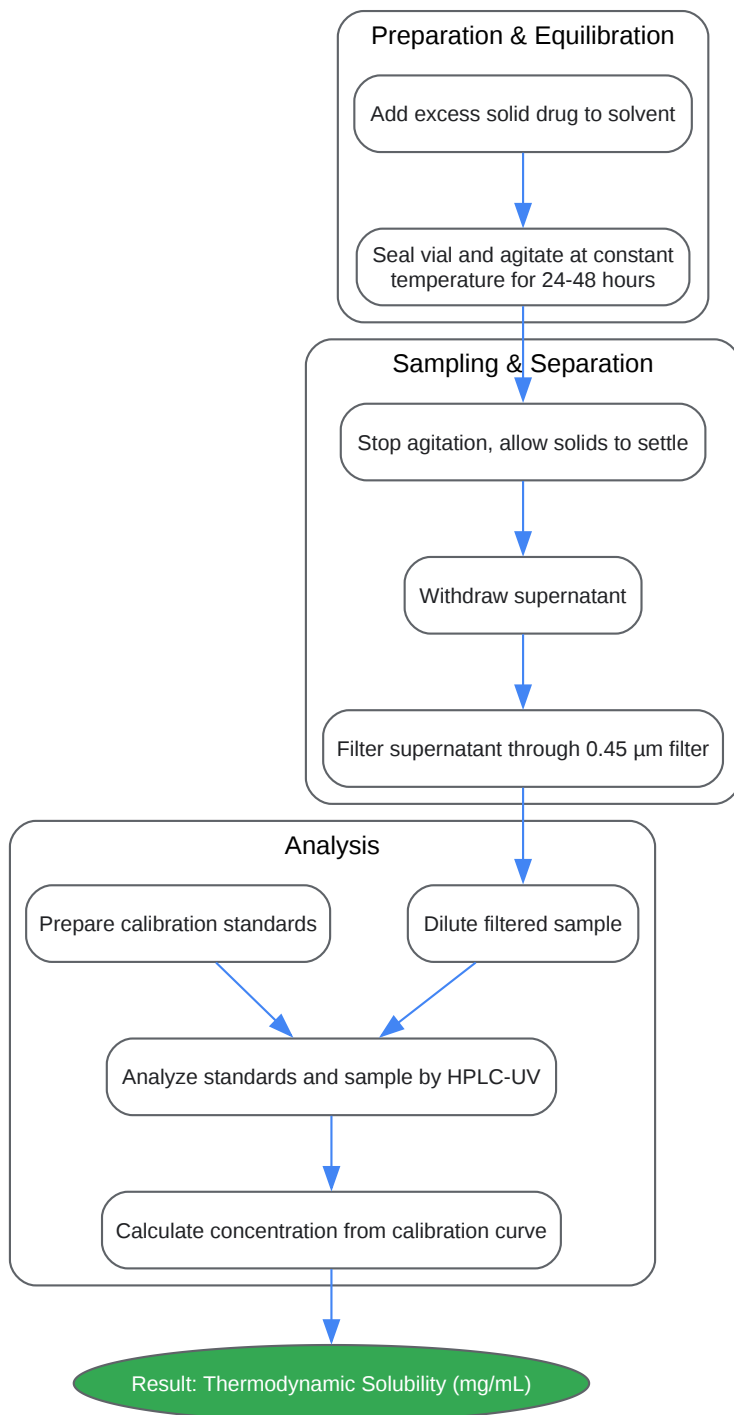 Preparation & Equilibration
Add excess solid drug to solvent
Seal vial and agitate at constant
temperature for 24-48 hours
Sampling & Separation
Stop agitation, allow solids to settle
Withdraw supernatant
Filter supernatant through 0.45 µm filter
Analysis
Prepare calibration standards
Dilute filtered sample
Analyze standards and sample by HPLC-UV
Calculate concentration from calibration curve
Result: Thermodynamic Solubility (mg/mL)